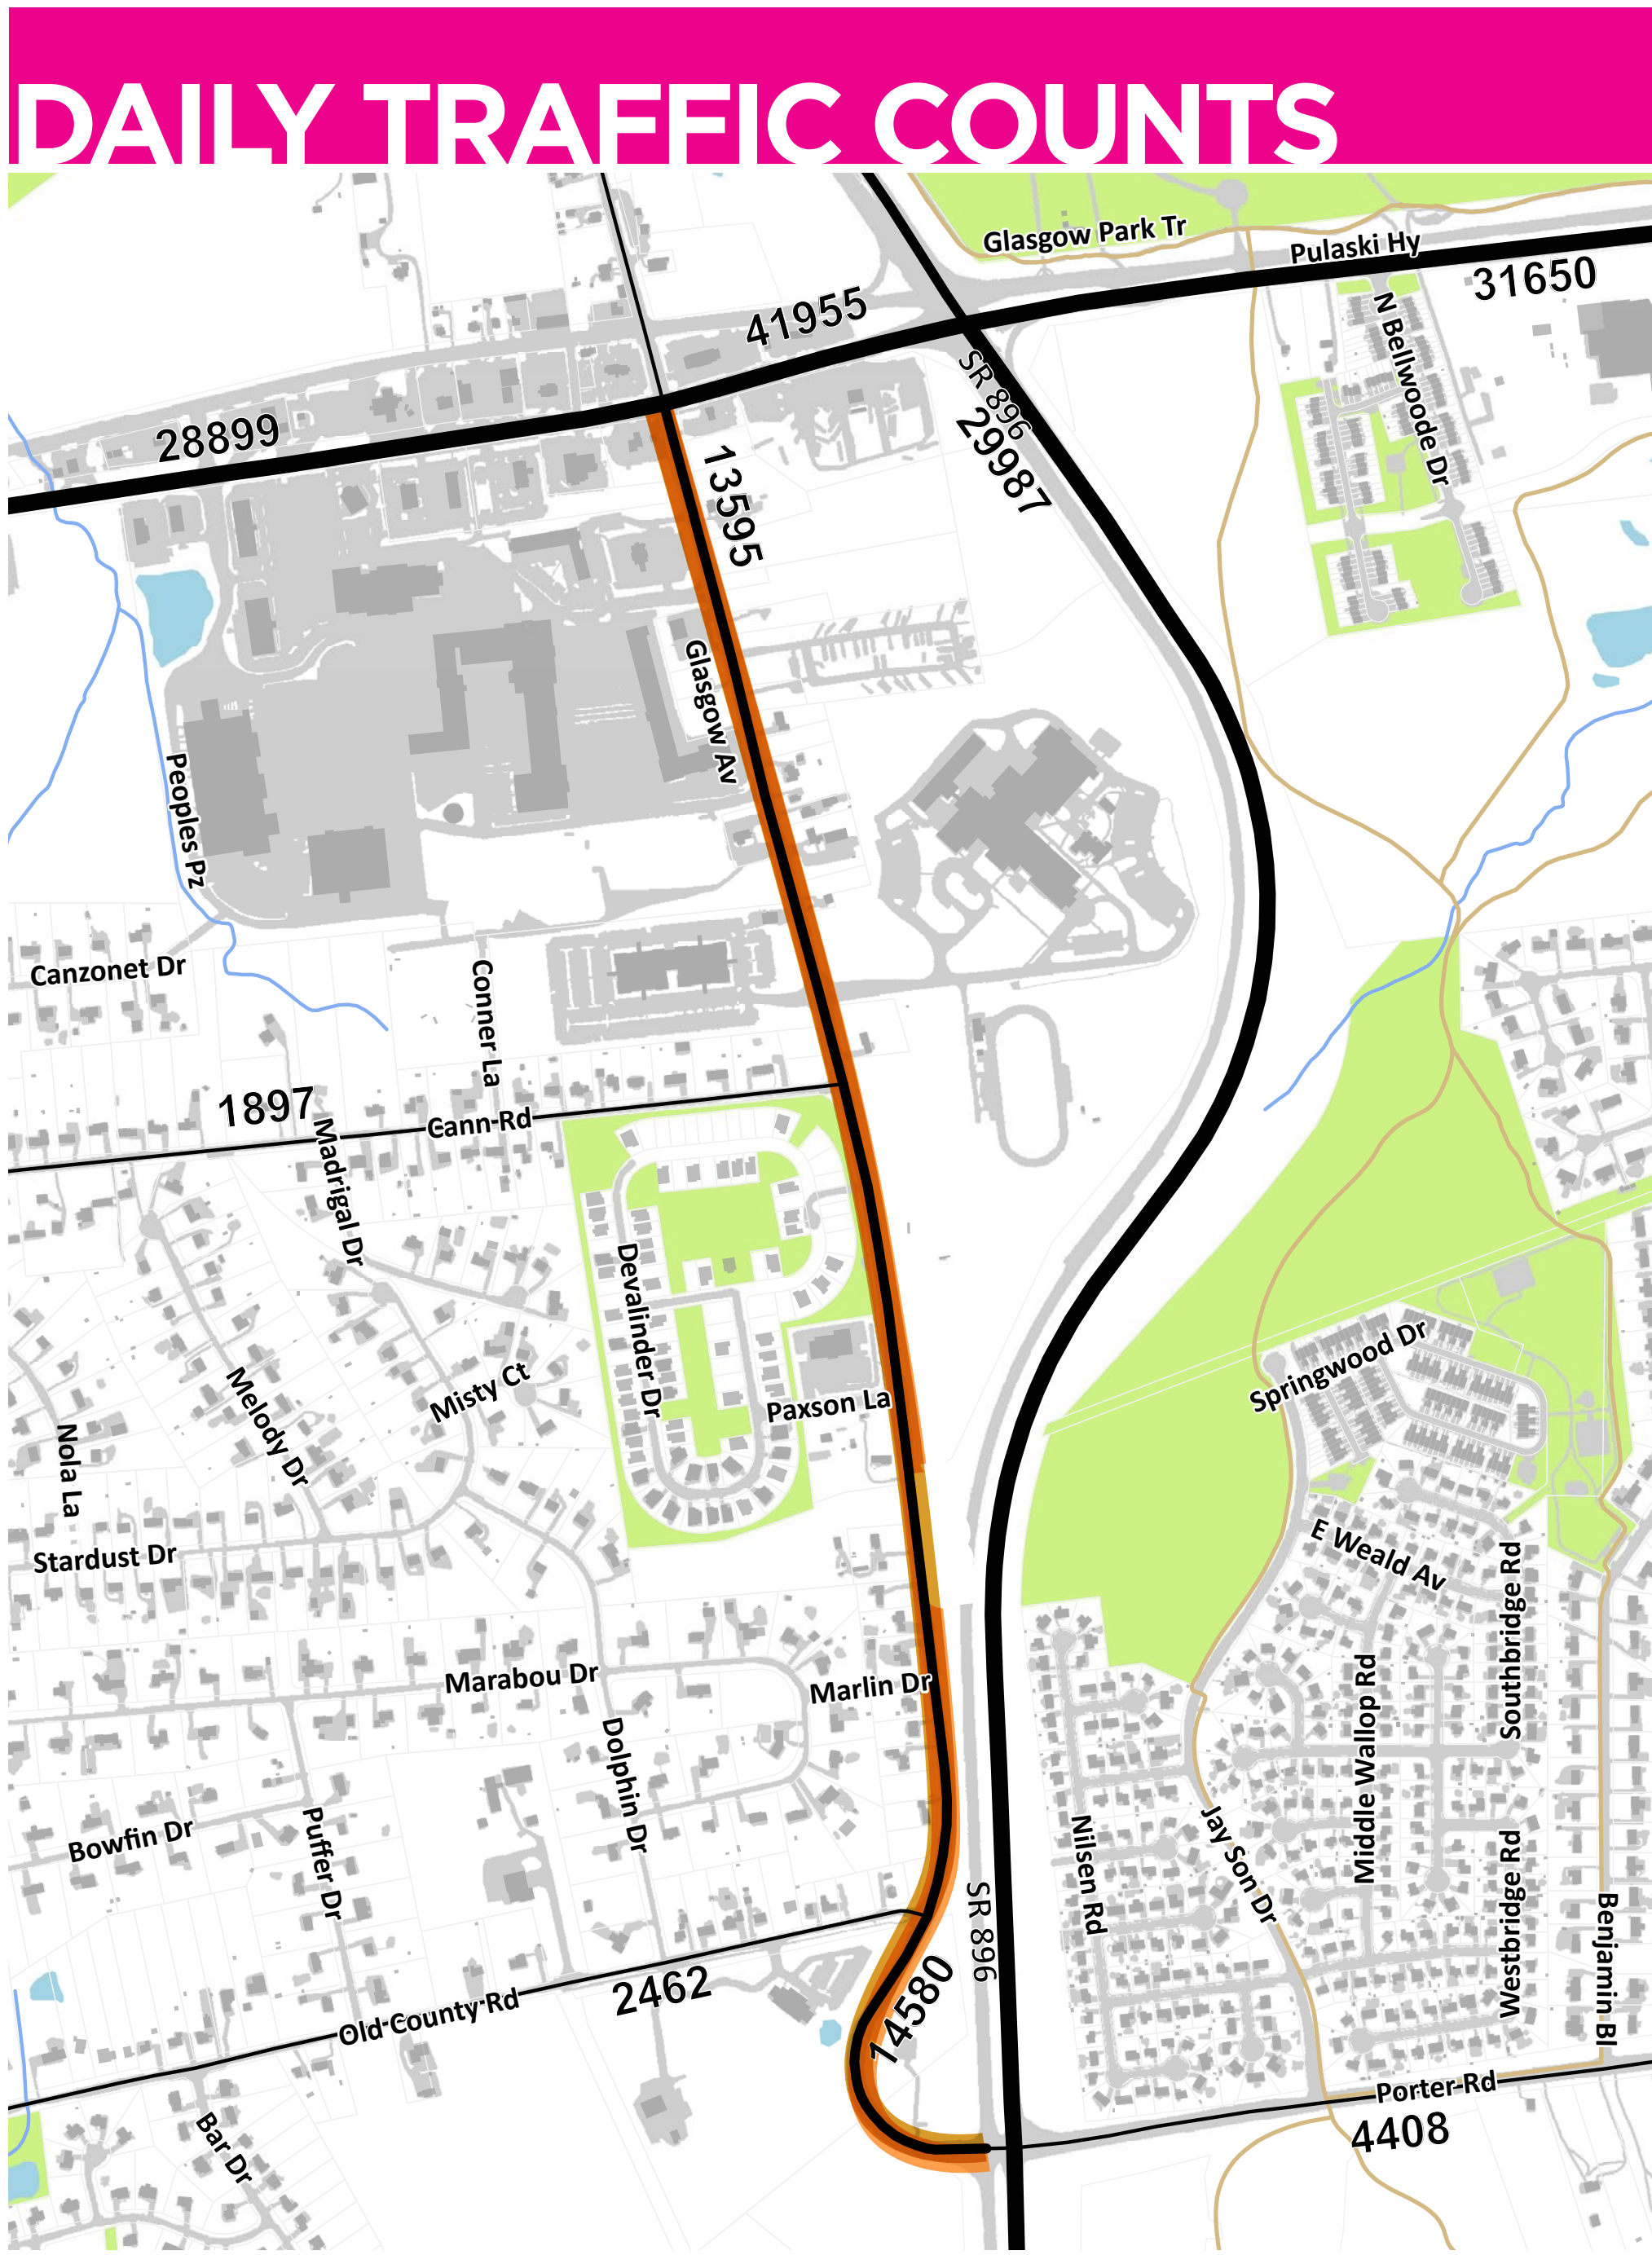 DAILY TRAFFIC COUNTS
Glasgow Park Tr
Pulaski Hy
31650
41955
N Bellwoode Dr
SR 896
29987
28899
13595
Glasgow Av
Peoples Pz
Canzonet Dr
Conner La
1897
Gann Rd
Madrigal Dr
Devalinder Dr
Springwood Dr
Misty Ct
Melody Dr
Paxson La
Nola La
E Weald Av
Stardust Dr
Southbridge Rd
Marabou Dr
Marlin Dr
Middle Wallop Rd
Dolphin Dr
Bowfin Dr
Puffer Dr
Nilsen Rd
Jay Son Dr
Westbridge Rd
SR 896
Benjamin Bl
14580
2462
Old County Rd
Porter Rd
4408
Bar Dr